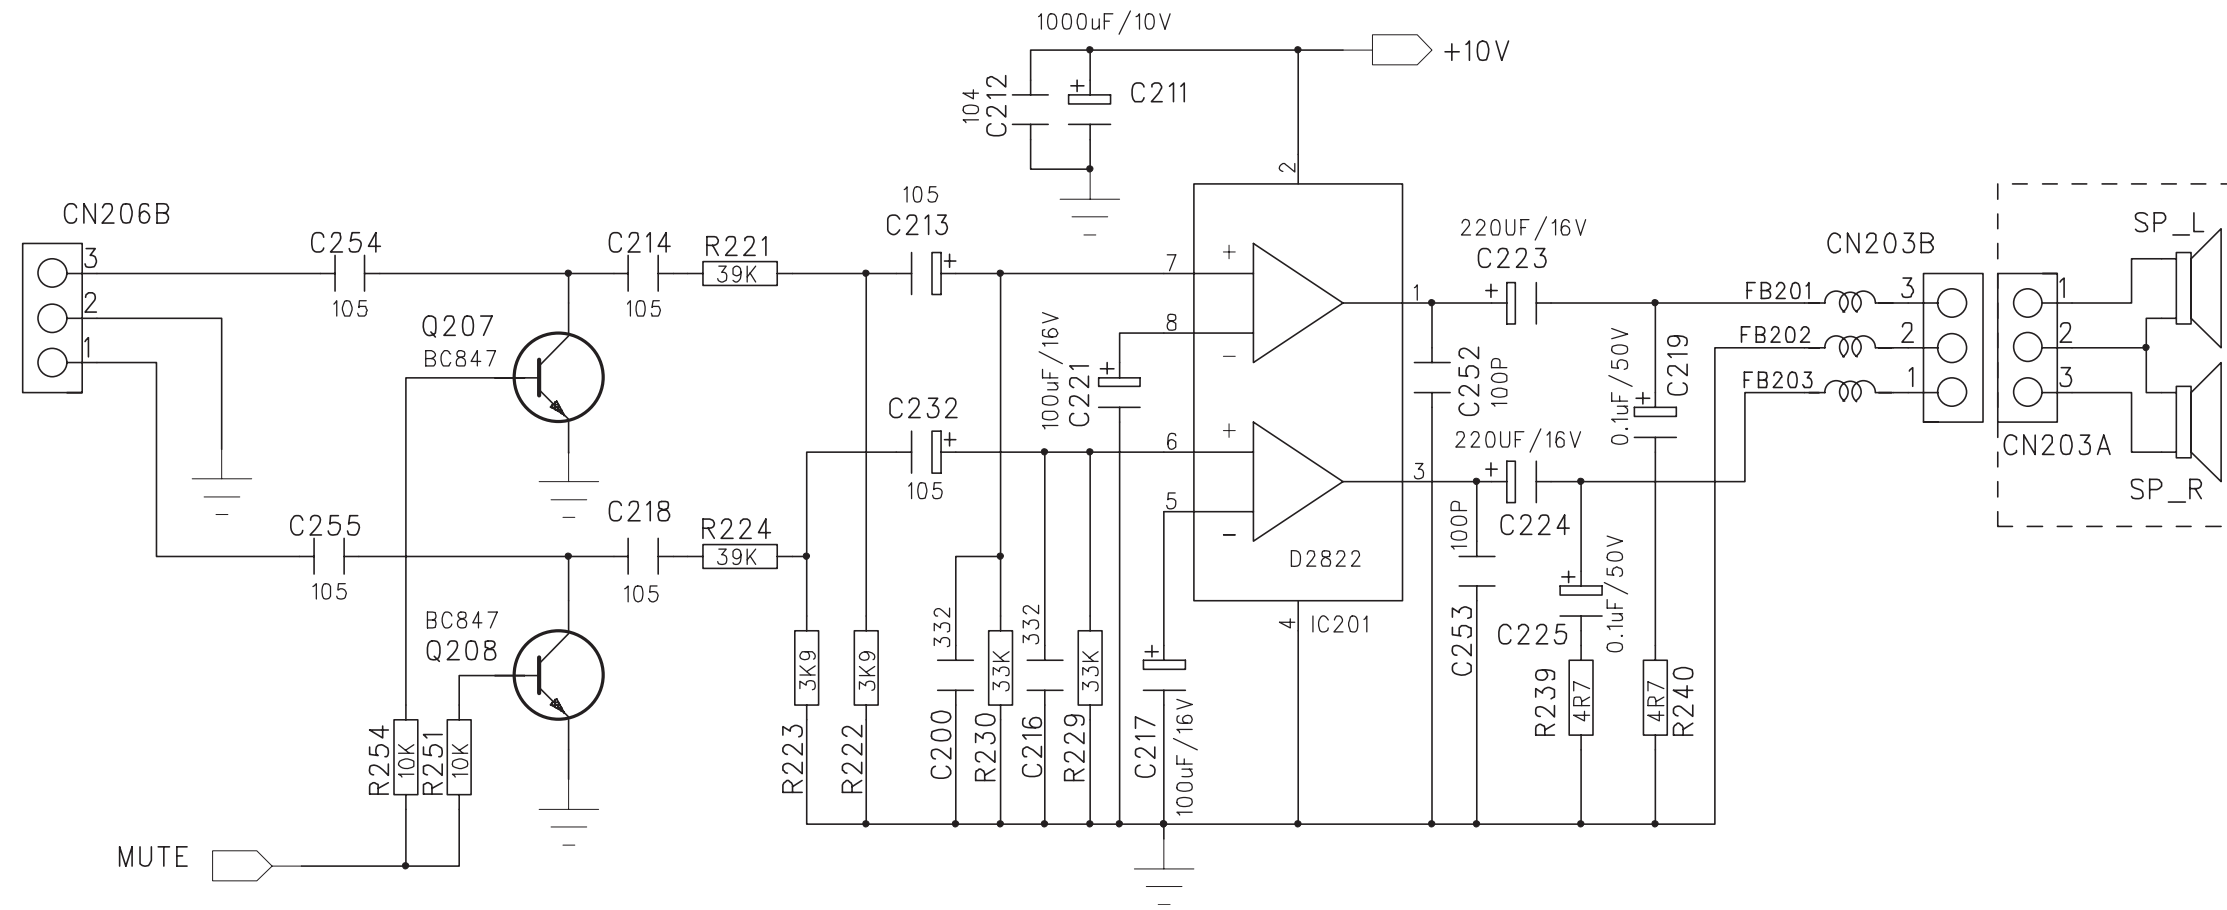 1000uF/10V
+10V
C211
104
C212
2
CN206B
3
2
1
C254
105
C214
105
R221
39K
105
C213
Q207
BC847
7
8
6
5
+
-
+
-
1
3
D2822
IC201
4
100uF/16V
C221
C232
105
C255
105
C218
105
R224
39K
BC847
Q208
R254
10K
R251
10K
MUTE
R223
3K9
R222
3K9
332
C200
R230
33K
332
C216
R229
33K
C217
100uF/16V
220UF/16V
C223
C252
100P
220UF/16V
C224
100P
C253
C225
0.1uF/50V
R239
4R7
0.1uF/50V
C219
4R7
R240
FB201
FB202
FB203
CN203B
3
2
1
1
2
3
CN203A
SP_L
SP_R